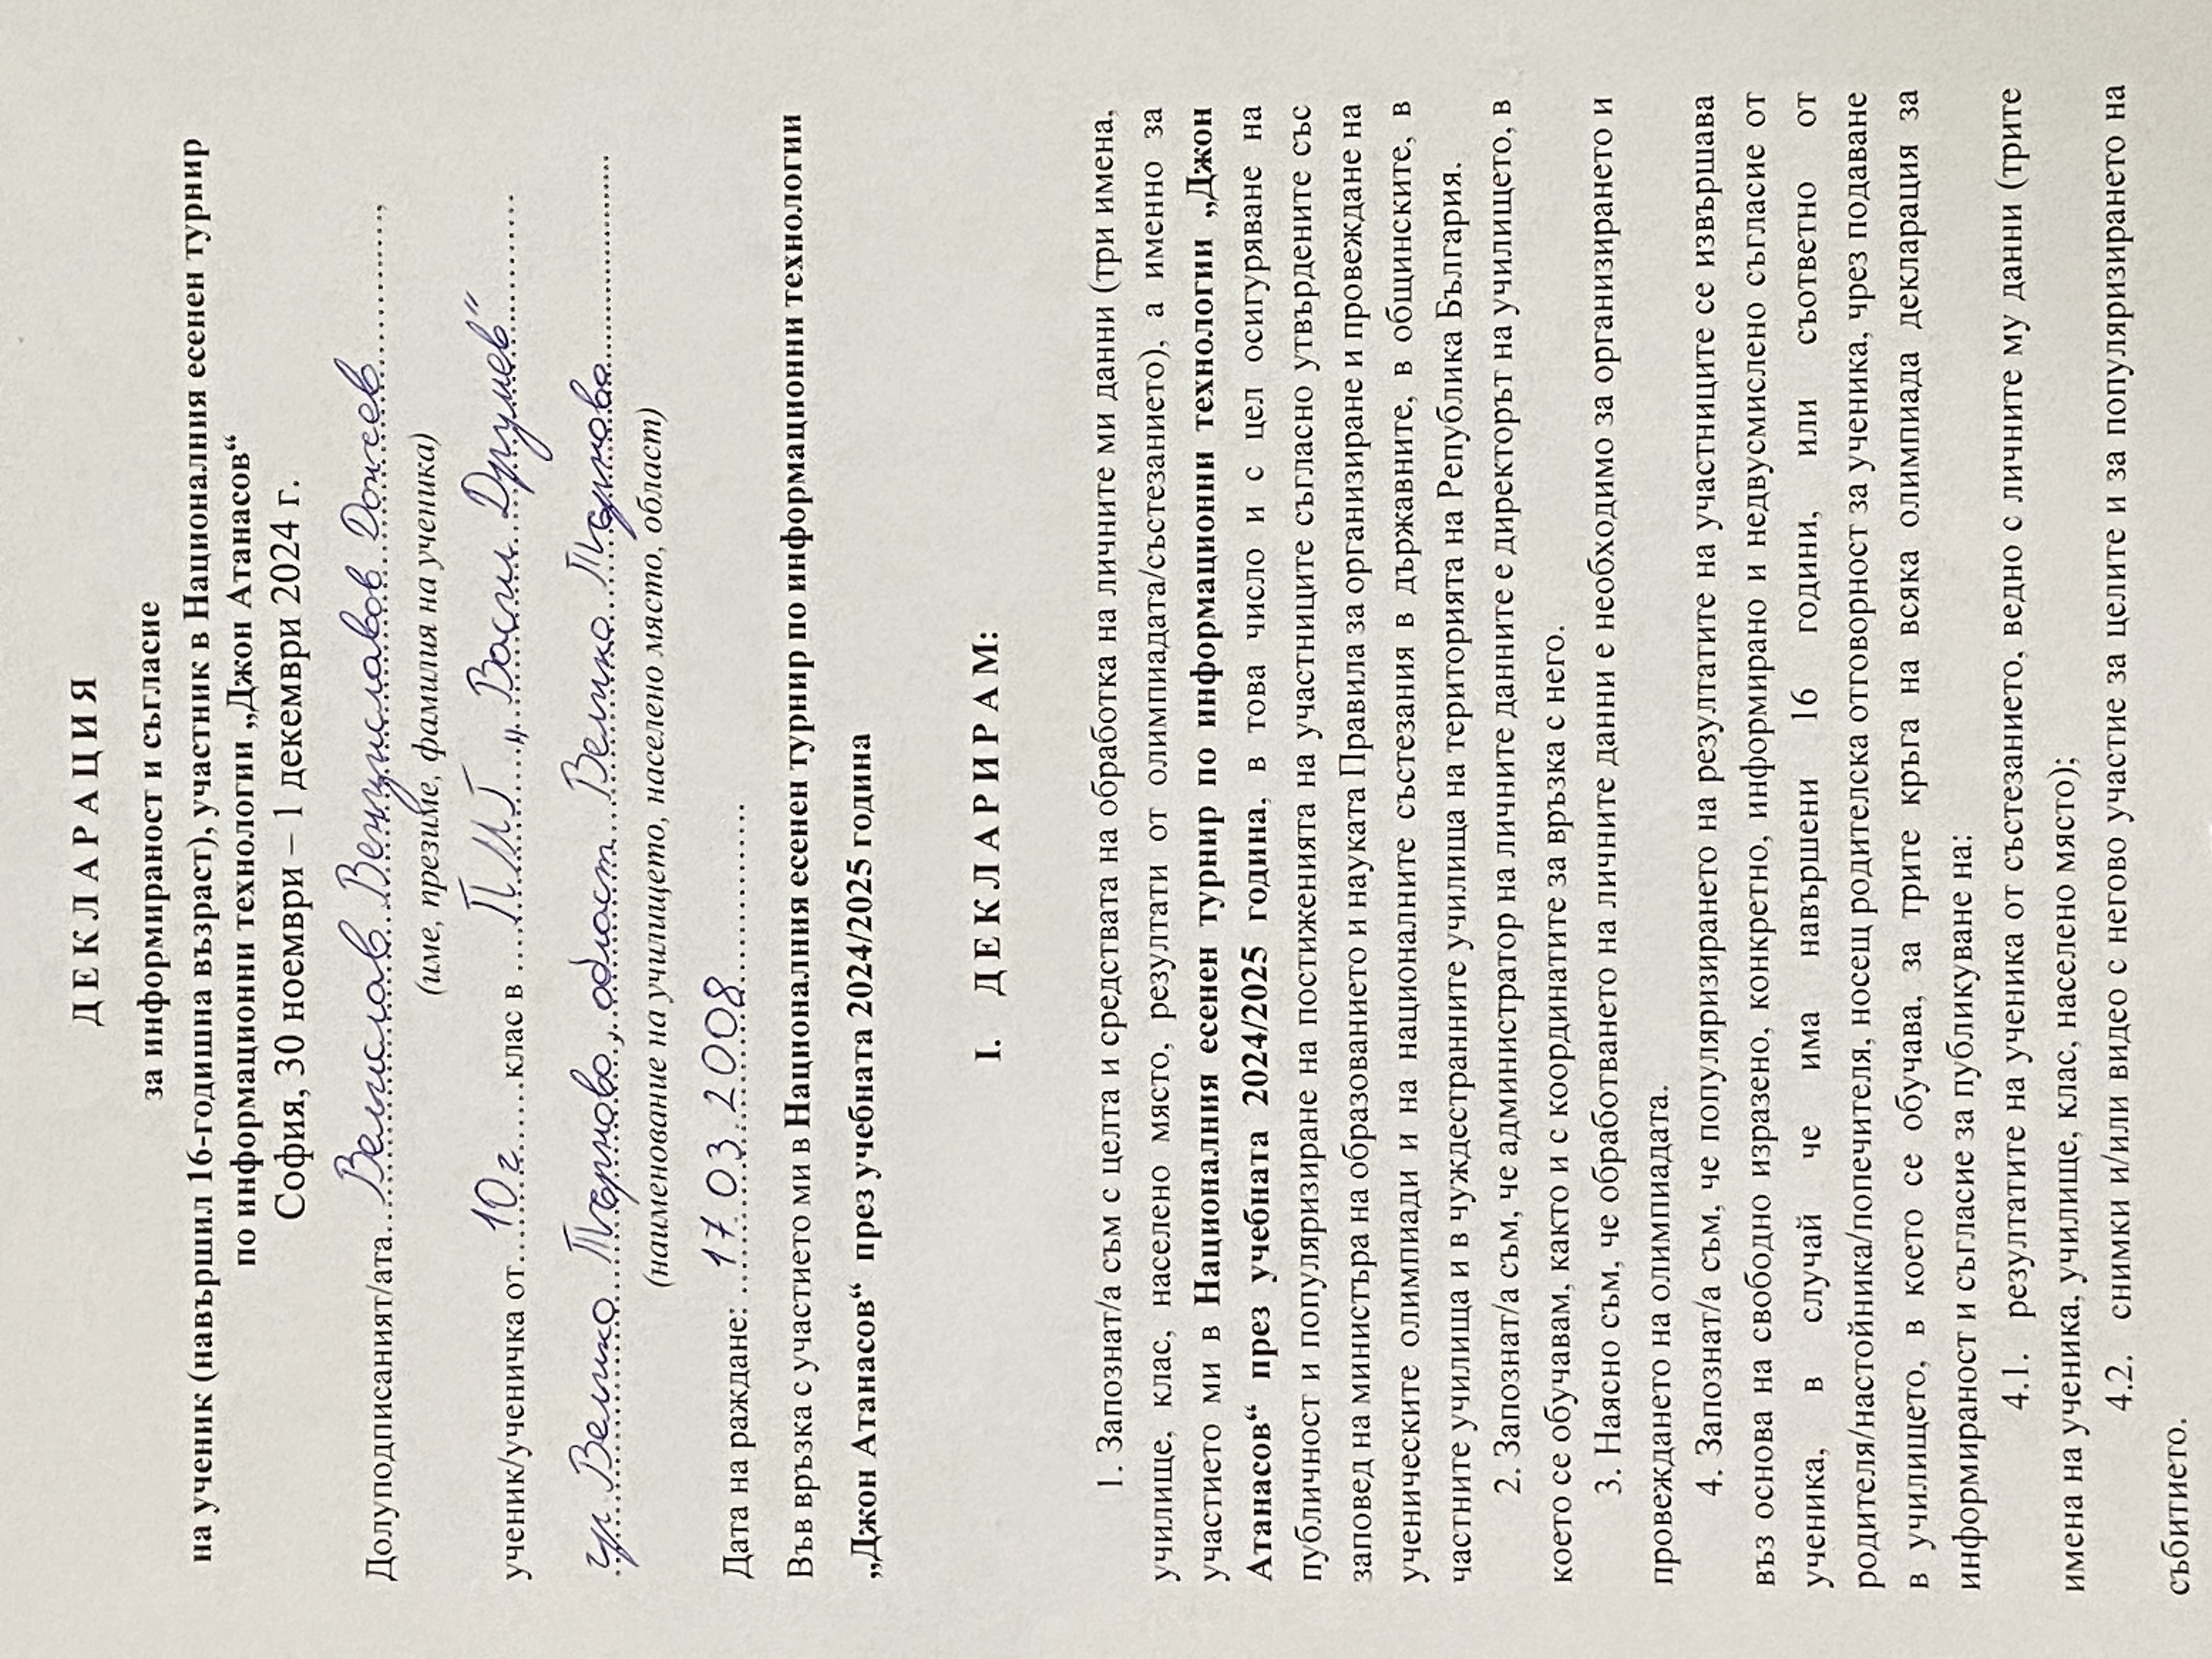 ДЕКЛАРАЦИЯ
за информираност и съгласие
на ученик (навършил 16-годишна възраст), участник в Националния есенен турнир
по информационни технологии „Джон Атанасов“
София, 30 ноември – 1 декември 2024 г.
Долуподписаният/ата...Велислав Венциславов Дончев...,
(име, презиме, фамилия на ученика)
ученик/ученичка от...10г...клас в ...ПМГ „Васил Друмев“...
гр. Велико Търново, област Велико Търново...
(наименование на училището, населено място, област)
Дата на раждане: ...17.03.2008...
Във връзка с участието ми в Националния есенен турнир по информационни технологии
„Джон Атанасов“ през учебната 2024/2025 година
I. ДЕКЛАРИРАМ:
1. Запознат/а съм с целта и средствата на обработка на личните ми данни (три имена,
училище, клас, населено място, резултати от олимпиадата/състезанието), а именно за
участието ми в Националния есенен турнир по информационни технологии „Джон
Атанасов“ през учебната 2024/2025 година, в това число и с цел осигуряване на
публичност и популяризиране на постиженията на участниците съгласно утвърдените със
заповед на министъра на образованието и науката Правила за организиране и провеждане на
ученическите олимпиади и на националните състезания в държавните, в общинските, в
частните училища и в чуждестранните училища на територията на Република България.
2. Запознат/а съм, че администратор на личните данните е директорът на училището, в
което се обучавам, както и с координатите за връзка с него.
3. Наясно съм, че обработването на личните данни е необходимо за организирането и
провеждането на олимпиадата.
4. Запознат/а съм, че популяризирането на резултатите на участниците се извършава
въз основа на свободно изразено, конкретно, информирано и недвусмислено съгласие от
ученика, в случай че има навършени 16 години, или съответно от
родителя/настойника/попечителя, носещ родителска отговорност за ученика, чрез подаване
в училището, в което се обучава, за трите кръга на всяка олимпиада декларация за
информираност и съгласие за публикуване на:
4.1. резултатите на ученика от състезанието, ведно с личните му данни (трите
имена на ученика, училище, клас, населено място);
4.2. снимки и/или видео с негово участие за целите и за популяризирането на
събитието.